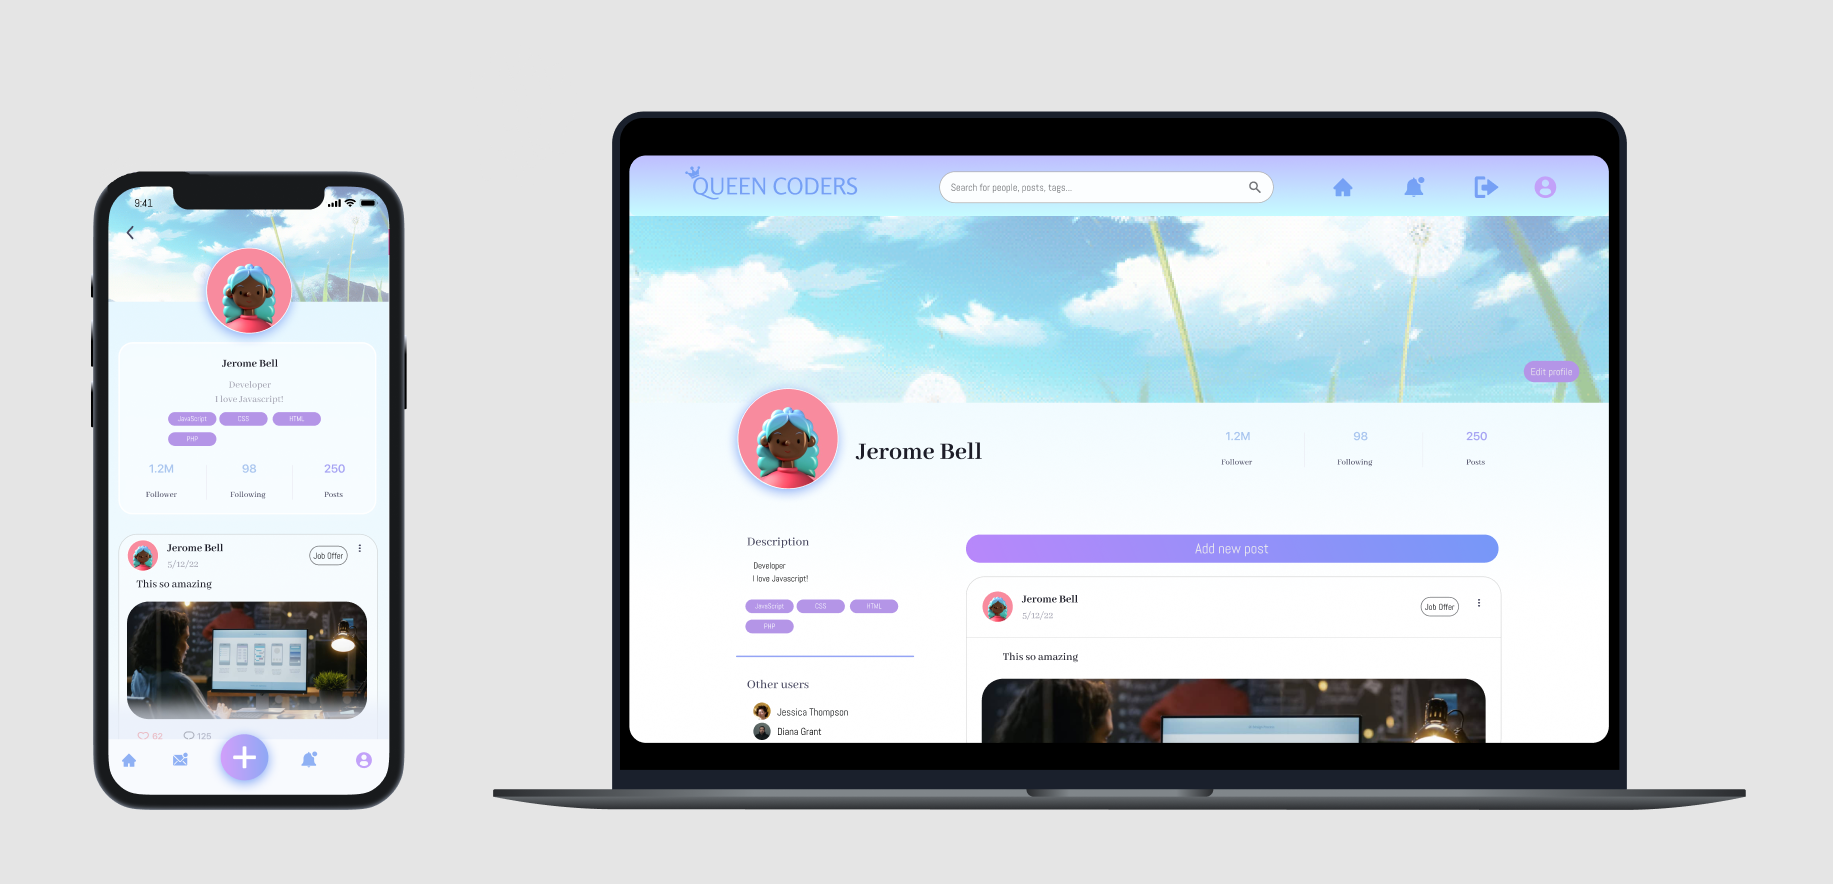 9:41
Jerome Bell
Developer
I love Javascript!
JavaScript CSS HTML
PHP
1.2M 98 250
Follower Following Posts
Jerome Bell
5/12/22
Job Offer
This so amazing
62 125
QUEEN CODERS
Search for people, posts, tags...
Edit profile
Jerome Bell
1.2M 98 250
Follower Following Posts
Description
Developer
I love Javascript!
JavaScript CSS HTML
PHP
Other users
Jessica Thompson
Diana Grant
Add new post
Jerome Bell
5/12/22
Job Offer
This so amazing